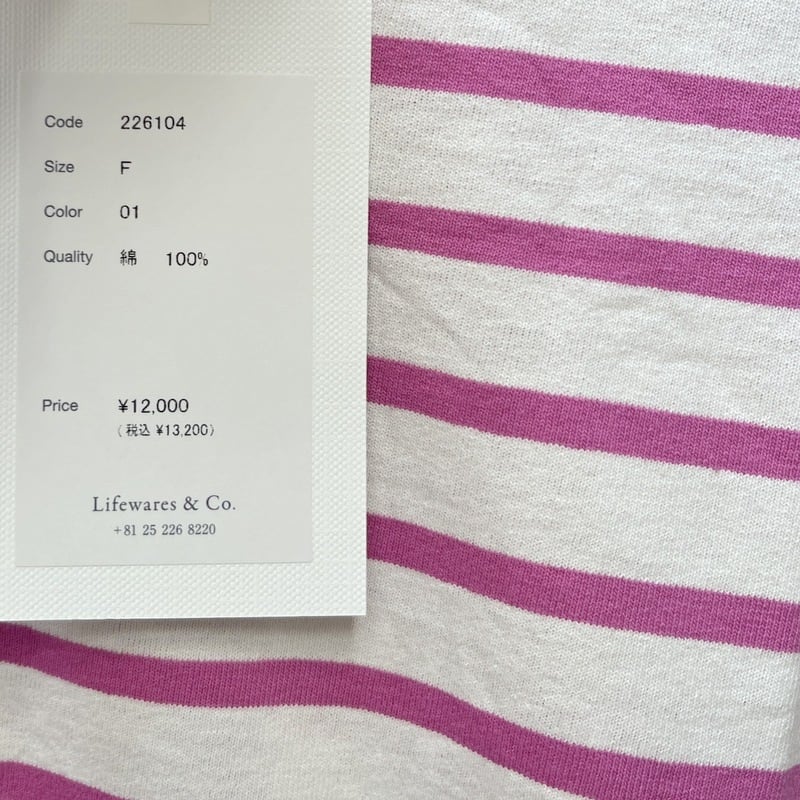 Code 226104
Size F
Color 01
Quality 綿 100%
Price ¥12,000
(税込 ¥13,200)
Lifewares & Co.
+81 25 226 8220